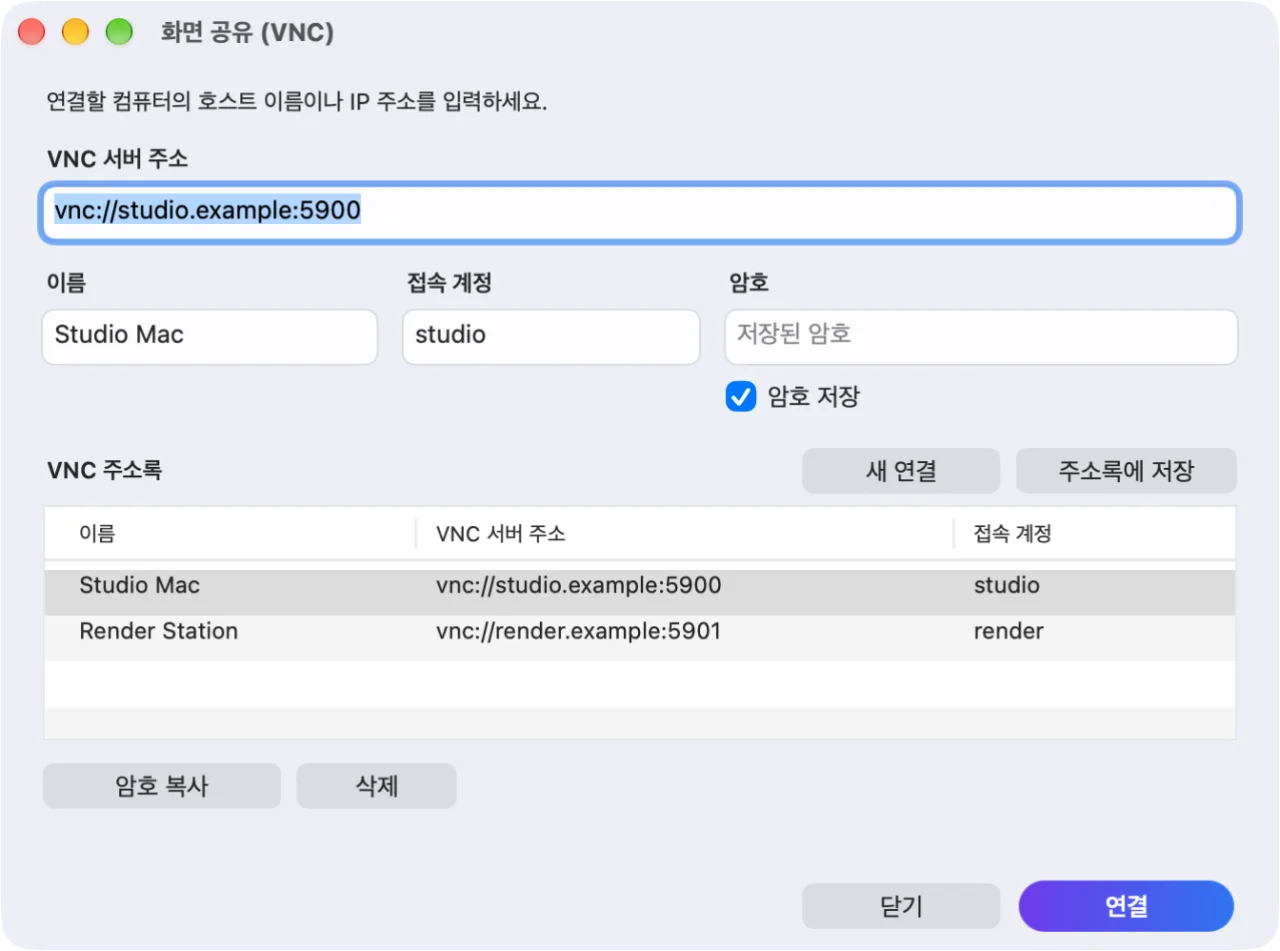 화면 공유 (VNC)
연결할 컴퓨터의 호스트 이름이나 IP 주소를 입력하세요.
VNC 서버 주소
vnc://studio.example:5900
이름 접속 계정 암호
Studio Mac studio 저장된 암호
암호 저장
VNC 주소록 새 연결 주소록에 저장
이름 VNC 서버 주소 접속 계정
Studio Mac vnc://studio.example:5900 studio
Render Station vnc://render.example:5901 render
암호 복사 삭제
닫기 연결